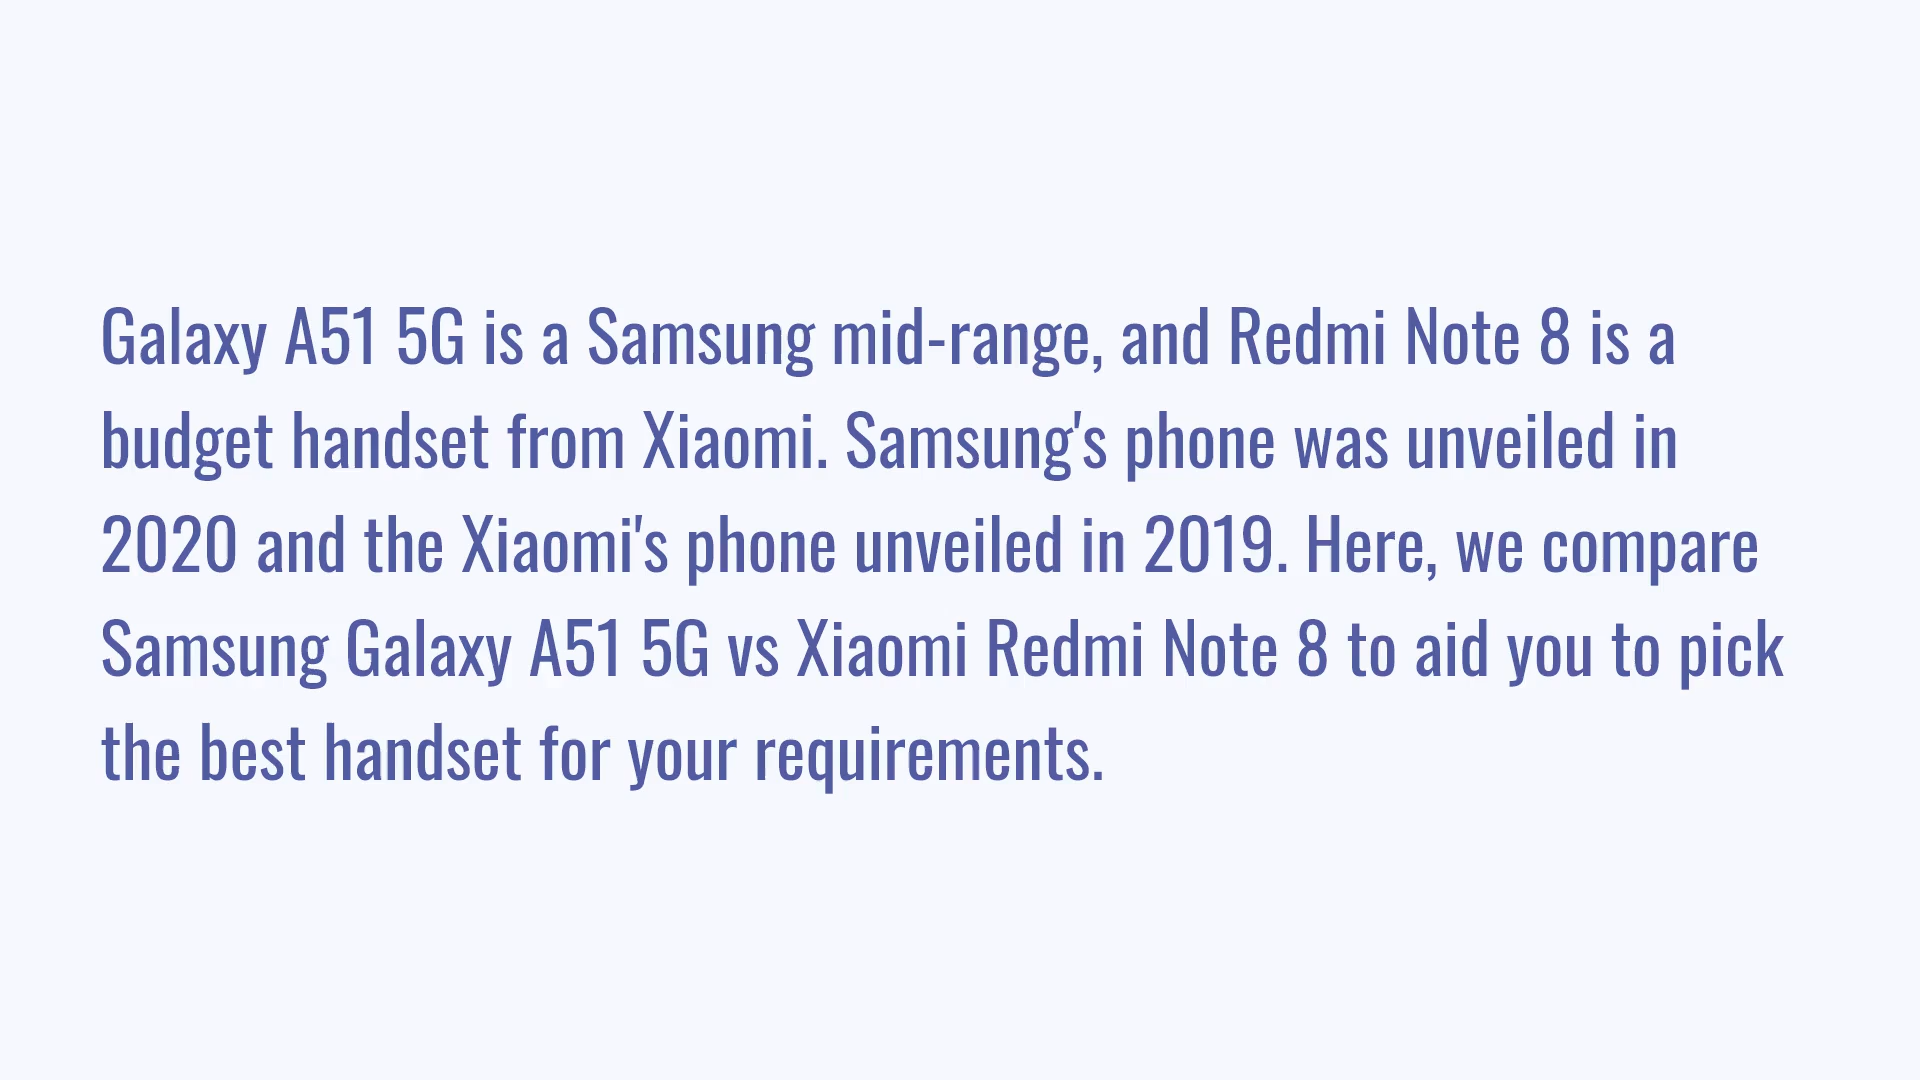 Galaxy A51 5G is a Samsung mid-range, and Redmi Note 8 is a
budget handset from Xiaomi. Samsung's phone was unveiled in
2020 and the Xiaomi's phone unveiled in 2019. Here, we compare
Samsung Galaxy A51 5G vs Xiaomi Redmi Note 8 to aid you to pick
the best handset for your requirements.